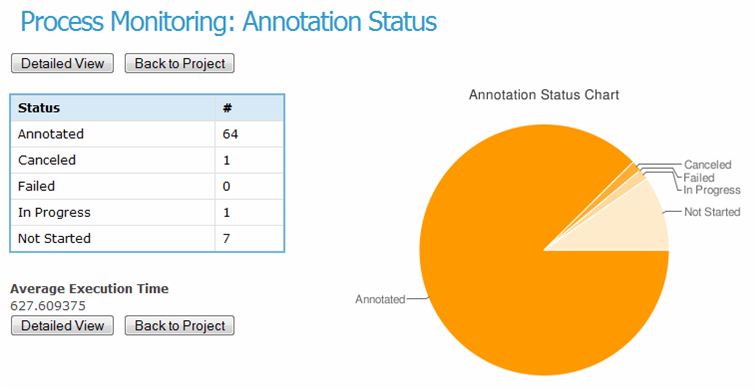 Process Monitoring: Annotation Status
Detailed View Back to Project
Status #
Annotated 64
Canceled 1
Failed 0
In Progress 1
Not Started 7
Average Execution Time
627.609375
Detailed View Back to Project
Annotation Status Chart
Canceled
Failed
In Progress
Not Started
Annotated